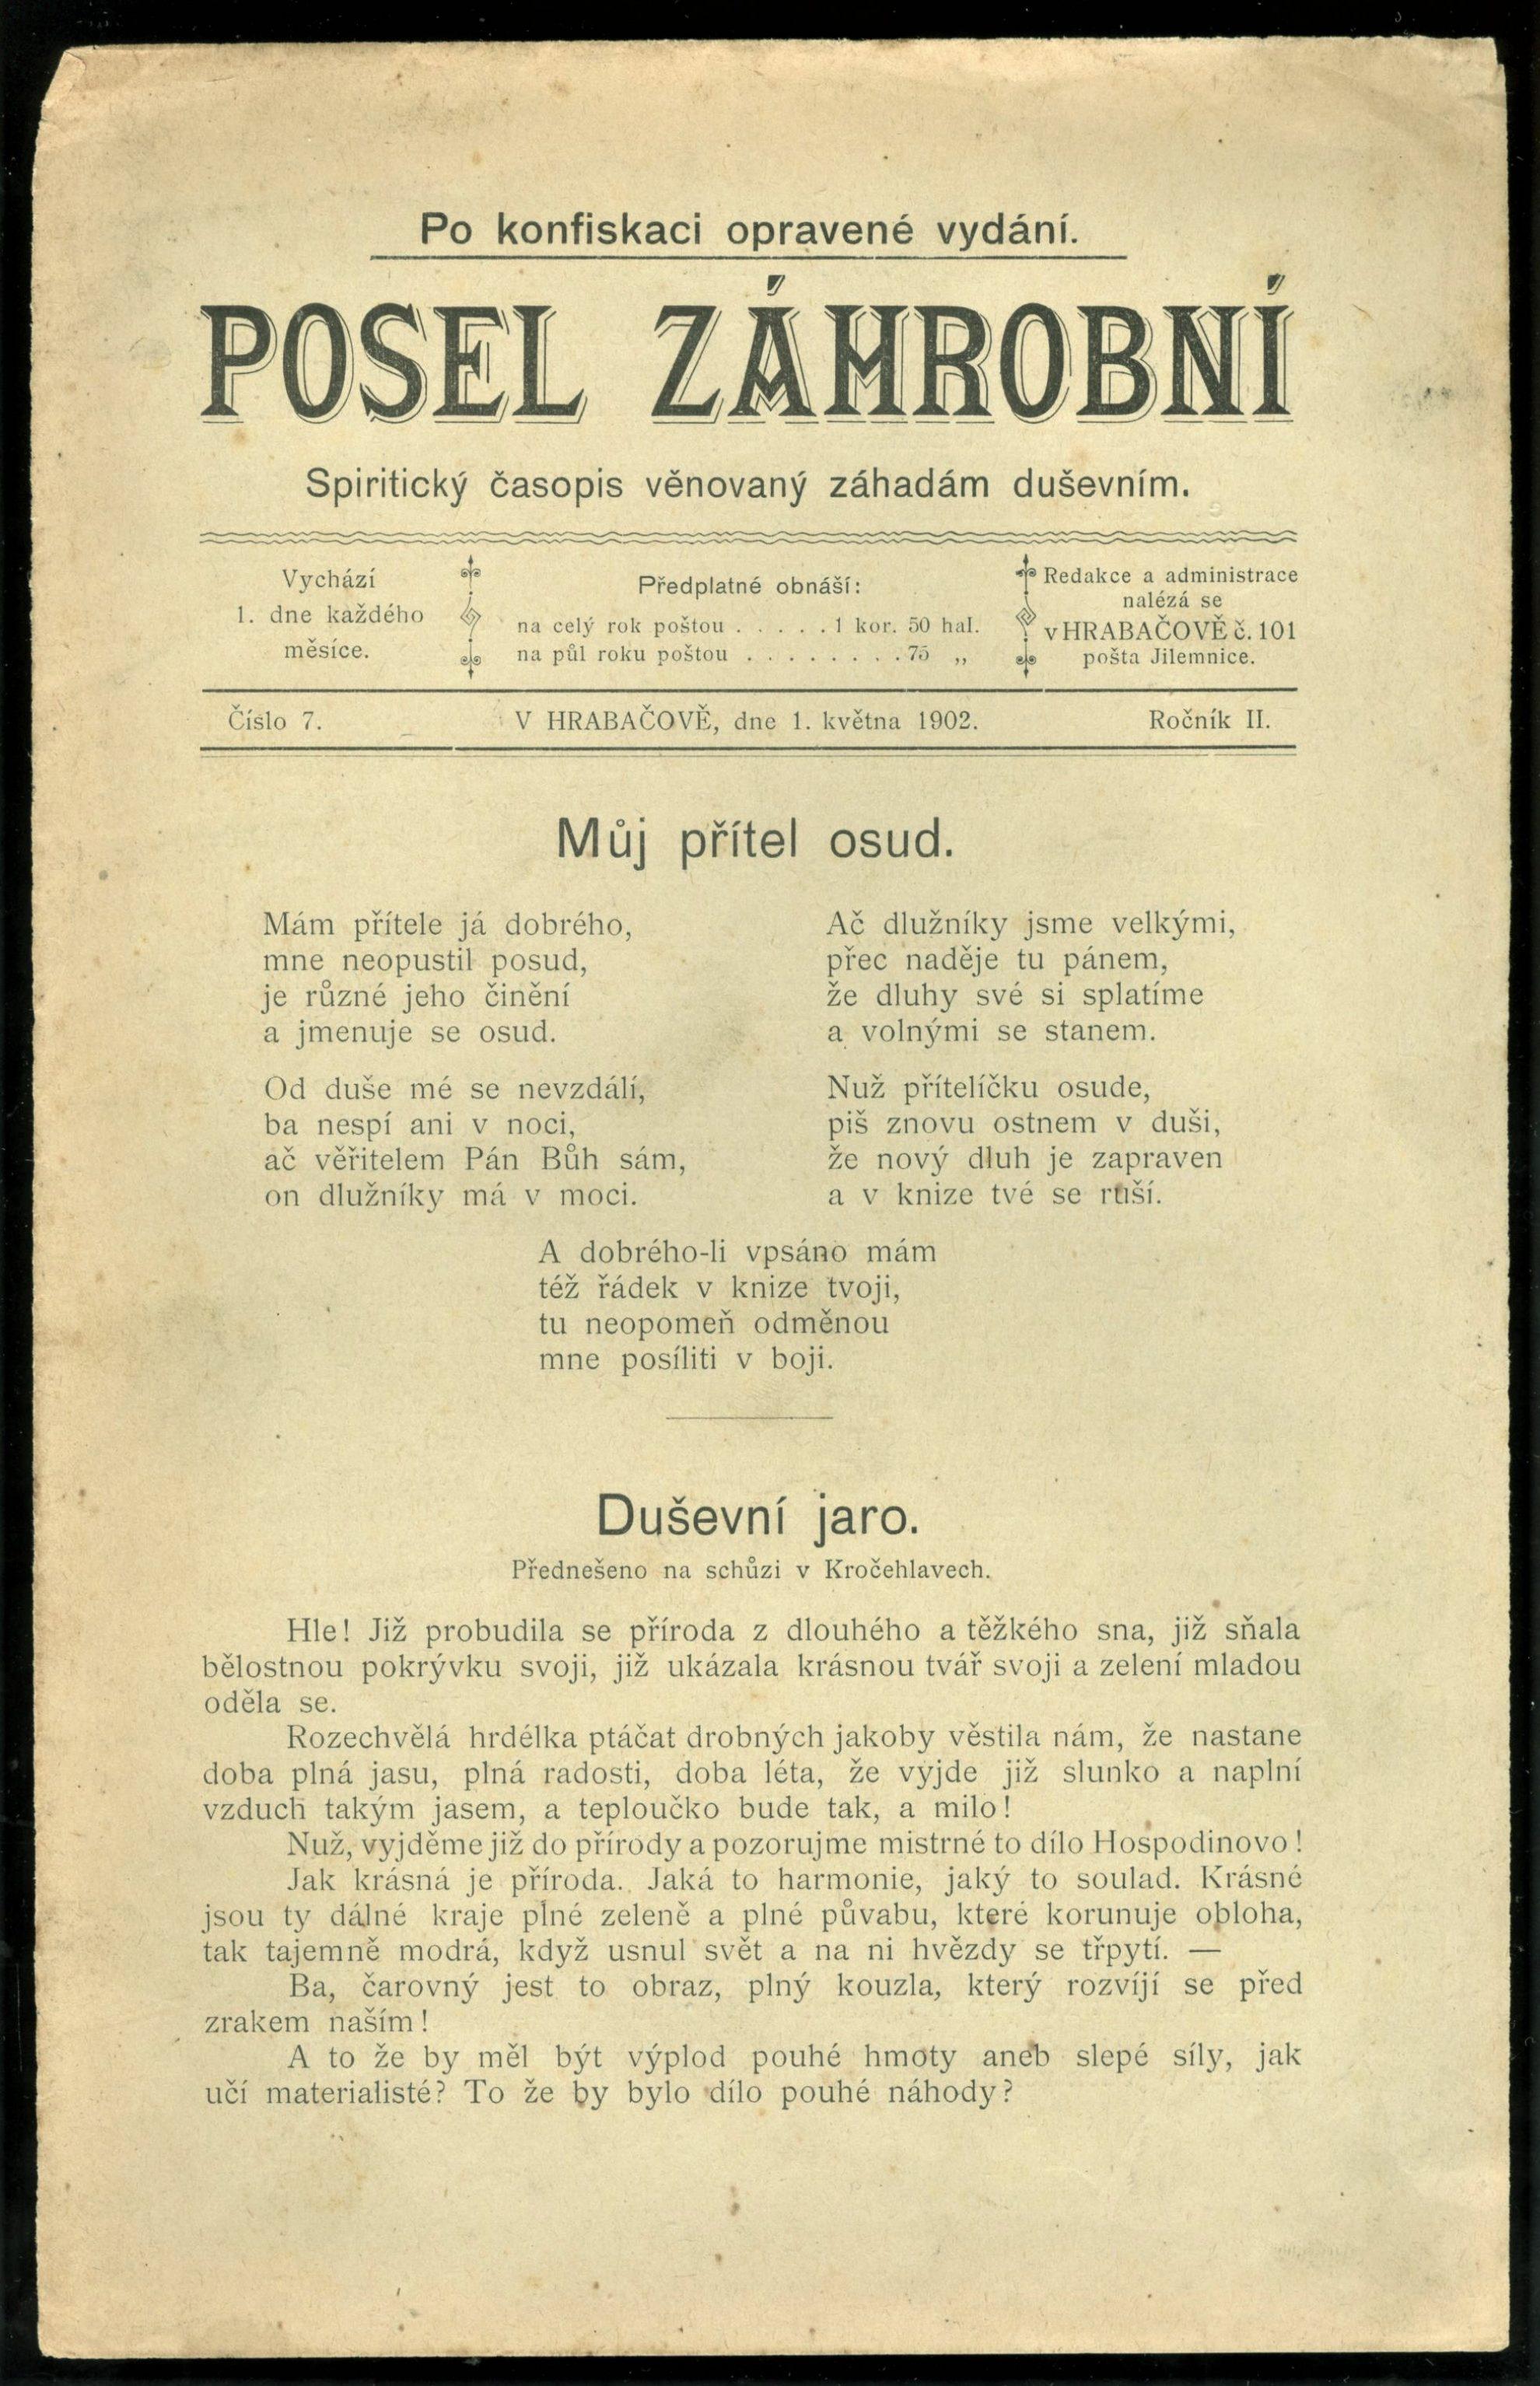 Po konfiskaci opravené vydání.
POSEL ZÁHROBNÍ
Spiritický časopis věnovaný záhadám duševním.
Vychází
1. dne každého
měsíce.
Předplatné obnáší:
na celý rok poštou . . . . . 1 kor. 50 hal.
na půl roku poštou . . . . . . . . 75 „
Redakce a administrace
nalézá se
v HRABAČOVĚ č. 101
pošta Jilemnice.
Číslo 7. V HRABAČOVĚ, dne 1. května 1902. Ročník II.
Můj přítel osud.
Mám přítele já dobrého,
mne neopustil posud,
je různé jeho činění
a jmenuje se osud.
Od duše mé se nevzdálí,
ba nespí ani v noci,
ač věřitelem Pán Bůh sám,
on dlužníky má v moci.
Ač dlužníky jsme velkými,
přec naděje tu pánem,
že dluhy své si splatíme
a volnými se stanem.
Nuž přítelíčku osude,
piš znovu ostnem v duši,
že nový dluh je zapraven
a v knize tvé se ruší.
A dobrého-li vpsáno mám
též řádek v knize tvoji,
tu neopomeň odměnou
mne posíliti v boji.
Duševní jaro.
Přednešeno na schůzi v Kročehlavech.
Hle! Již probudila se příroda z dlouhého a těžkého sna, již sňala
bělostnou pokrývku svoji, již ukázala krásnou tvář svoji a zelení mladou
oděla se.
Rozechvělá hrdélka ptáčat drobných jakoby věstila nám, že nastane
doba plná jasu, plná radosti, doba léta, že vyjde již slunko a naplní
vzduch takým jasem, a teploučko bude tak, a milo!
Nuž, vyjděme již do přírody a pozorujme mistrné to dílo Hospodinovo!
Jak krásná je příroda. Jaká to harmonie, jaký to soulad. Krásné
jsou ty dálné kraje plné zeleně a plné půvabu, které korunuje obloha,
tak tajemně modrá, když usnul svět a na ni hvězdy se třpytí. —
Ba, čarovný jest to obraz, plný kouzla, který rozvíjí se před
zrakem naším!
A to že by měl být výplod pouhé hmoty aneb slepé síly, jak
učí materialisté? To že by bylo dílo pouhé náhody?